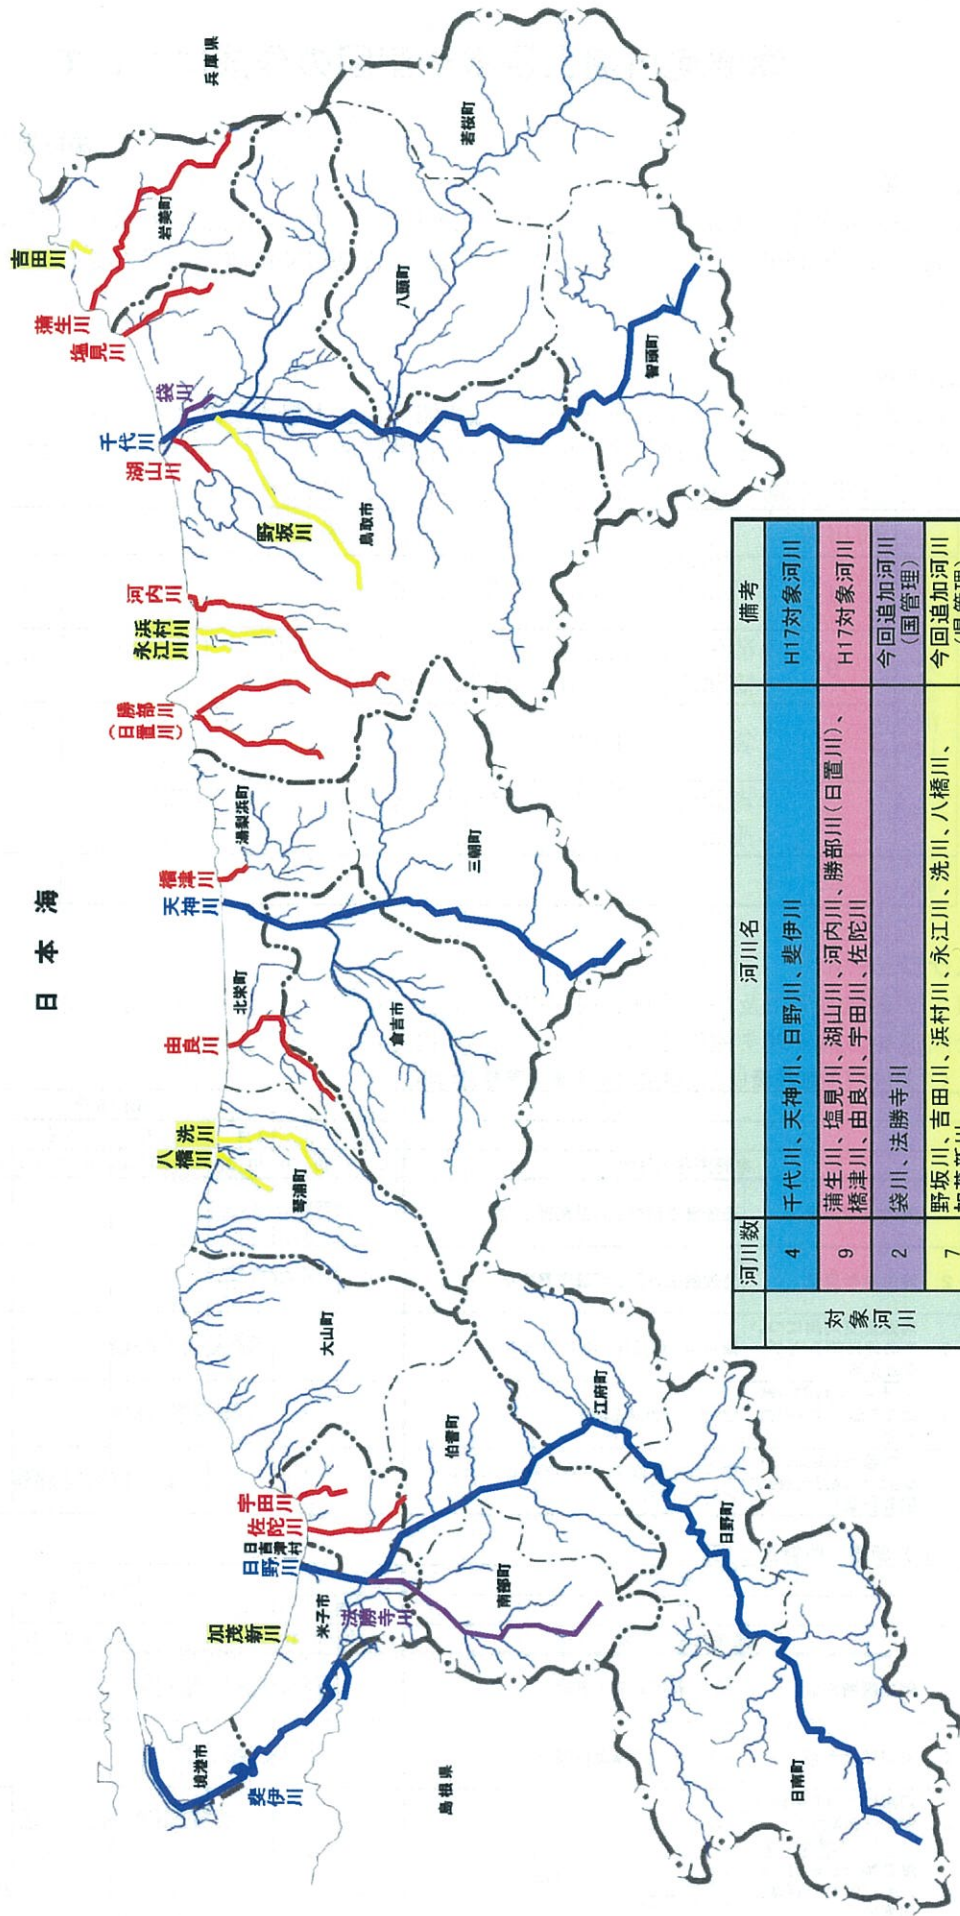 日本海
兵庫県
島根県
吉田川
蒲生川
塩見川
袋川
千代川
湖山川
野坂川
河内川
浜村川
永江川
勝部川
(日置川)
橋津川
天神川
由良川
洗川
八橋川
宇田川
佐陀川
日吉津村
日野川
法勝寺川
加茂新川
斐伊川
岩美町
若桜町
八頭町
智頭町
鳥取市
湯梨浜町
三朝町
北栄町
倉吉市
琴浦町
大山町
伯耆町
江府町
日野町
南部町
米子市
境港市
日南町
河川数 河川名 備考
対象河川
4 千代川、天神川、日野川、斐伊川 H17対象河川
9 蒲生川、塩見川、湖山川、河内川、勝部川(日置川)、
橋津川、由良川、宇田川、佐陀川 H17対象河川
2 袋川、法勝寺川 今回追加河川
(国管理)
7 野坂川、吉田川、浜村川、永江川、洗川、八橋川、 今回追加河川